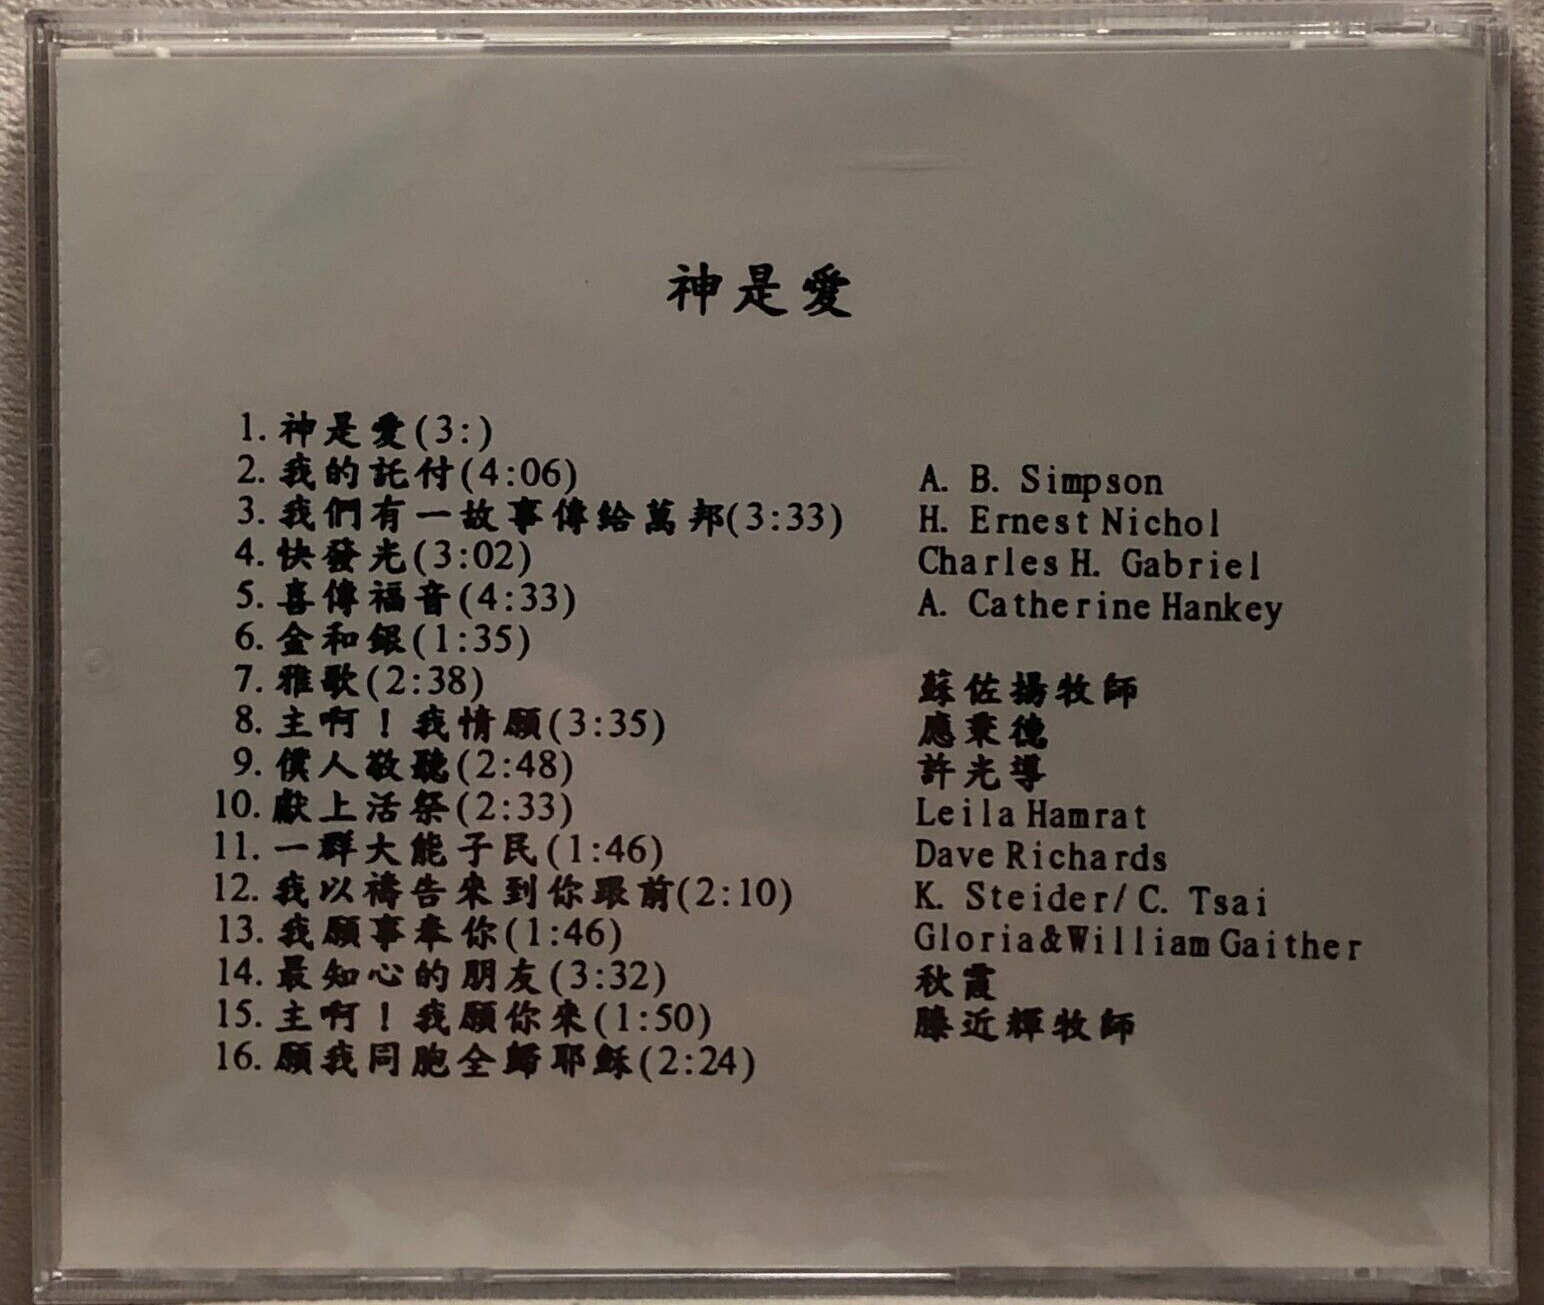 神是愛
1. 神是愛(3:)
2. 我的託付(4:06) A. B. Simpson
3. 我們有一故事傳給萬邦(3:33) H. Ernest Nichol
4. 快發光(3:02) Charles H. Gabriel
5. 喜傳福音(4:33) A. Catherine Hankey
6. 金和銀(1:35)
7. 雅歌(2:38) 蘇佐揚牧師
8. 主啊！我情願(3:35) 應秉德
9. 僕人敬聽(2:48) 許光導
10. 獻上活祭(2:33) Leila Hamrat
11. 一群大能子民(1:46) Dave Richards
12. 我以禱告來到你跟前(2:10) K. Steider/ C. Tsai
13. 我願事奉你(1:46) Gloria&William Gaither
14. 最知心的朋友(3:32) 秋霞
15. 主啊！我願你來(1:50) 滕近輝牧師
16. 願我同胞全歸耶穌(2:24)